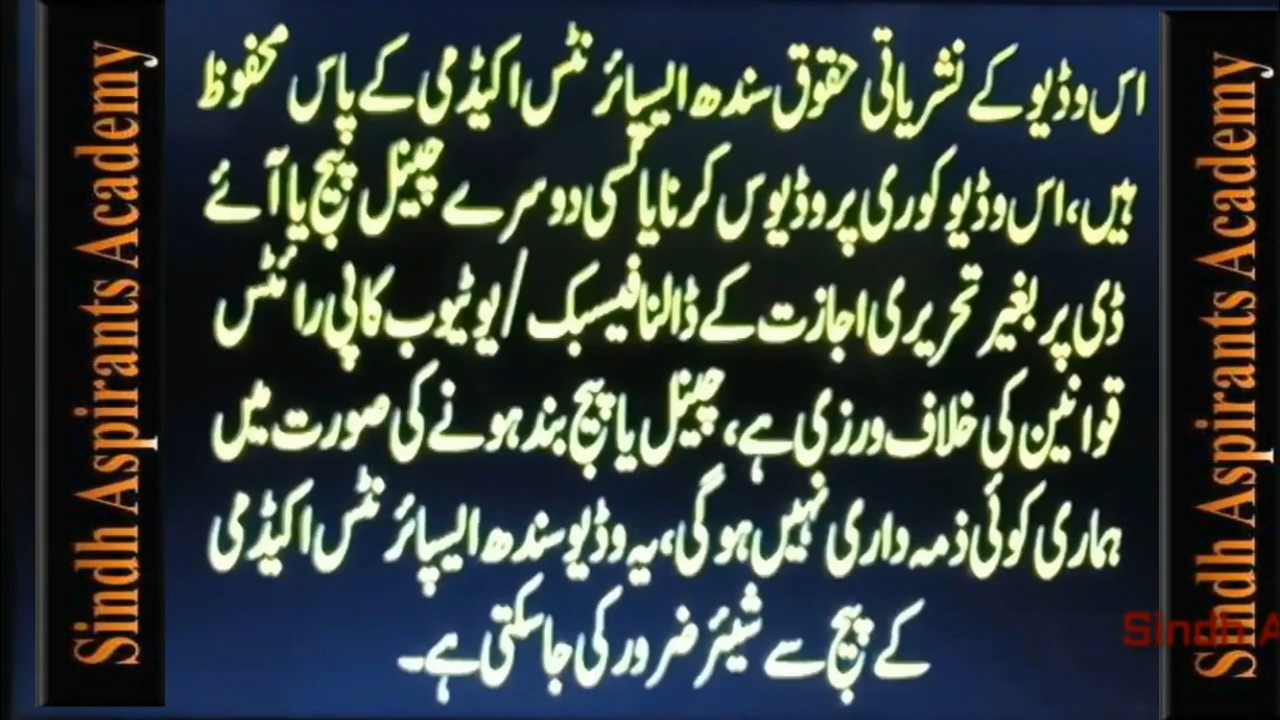 Sindh Aspirants Academy
اس وڈیو کے نشریاتی حقوق سندھ ایسپائرنٹس اکیڈمی کے پاس محفوظ
ہیں، اس وڈیو کو ری پروڈیوس کرنا یا کسی دوسرے چینل پیج یا آئے
ڈی پر بغیر تحریری اجازت کے ڈالنا فیسبک / یوٹیوب کاپی رائٹس
قوانین کی خلاف ورزی ہے، چینل یا پیج بند ہونے کی صورت میں
ہماری کوئی ذمہ داری نہیں ہوگی، یہ وڈیو سندھ ایسپائرنٹس اکیڈمی
کے پیج سے شیئر ضرور کی جاسکتی ہے۔
Sindh Aspirants Academy
Sindh A